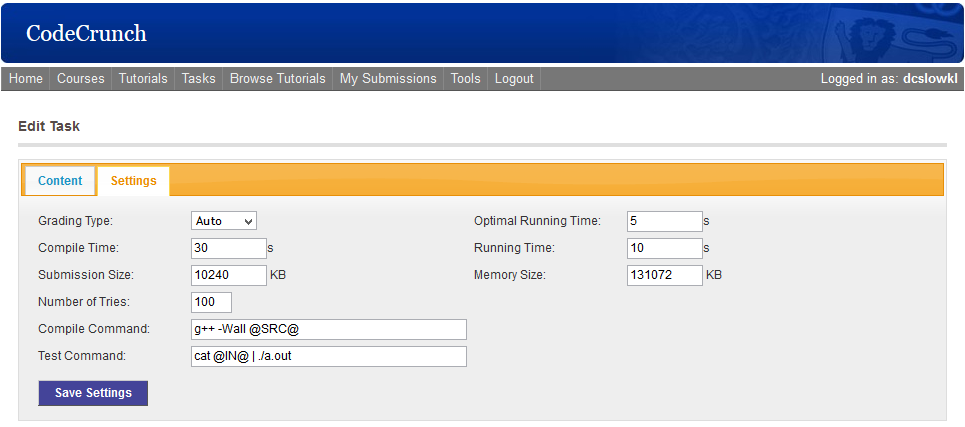 CodeCrunch
Home Courses Tutorials Tasks Browse Tutorials My Submissions Tools Logout Logged in as: dcslowkl
Edit Task
Content Settings
Grading Type: Auto Optimal Running Time: 5 s
Compile Time: 30 s Running Time: 10 s
Submission Size: 10240 KB Memory Size: 131072 KB
Number of Tries: 100
Compile Command: g++ -Wall @SRC@
Test Command: cat @IN@ | ./a.out
Save Settings